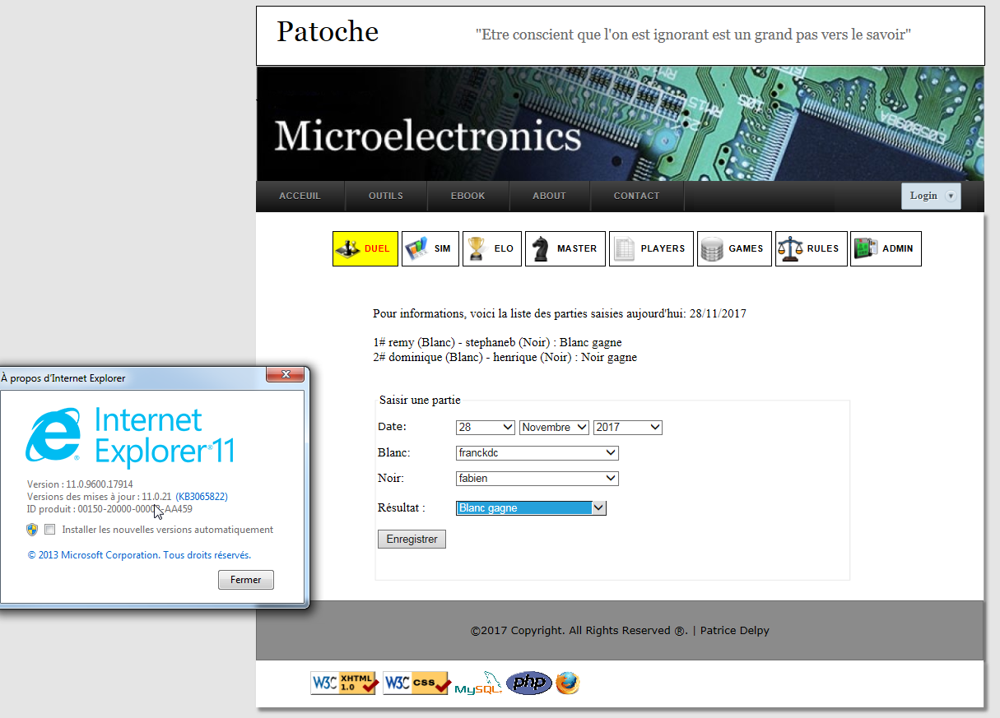 Patoche
"Etre conscient que l'on est ignorant est un grand pas vers le savoir"
Microelectronics
ACCEUIL OUTILS EBOOK ABOUT CONTACT Login
DUEL SIM ELO MASTER PLAYERS GAMES RULES ADMIN
Pour informations, voici la liste des parties saisies aujourd'hui: 28/11/2017
1# remy (Blanc) - stephaneb (Noir) : Blanc gagne
2# dominique (Blanc) - henrique (Noir) : Noir gagne
Saisir une partie
Date: 28 Novembre 2017
Blanc: franckdc
Noir: fabien
Résultat : Blanc gagne
Enregistrer
À propos d'Internet Explorer
Internet
Explorer®11
Version : 11.0.9600.17914
Versions des mises à jour : 11.0.21 (KB3065822)
ID produit :
Installer les nouvelles versions automatiquement
© 2013 Microsoft Corporation. Tous droits réservés.
Fermer
©2017 Copyright. All Rights Reserved ®. | Patrice Delpy
W3C XHTML 1.0 W3C css MySQL php